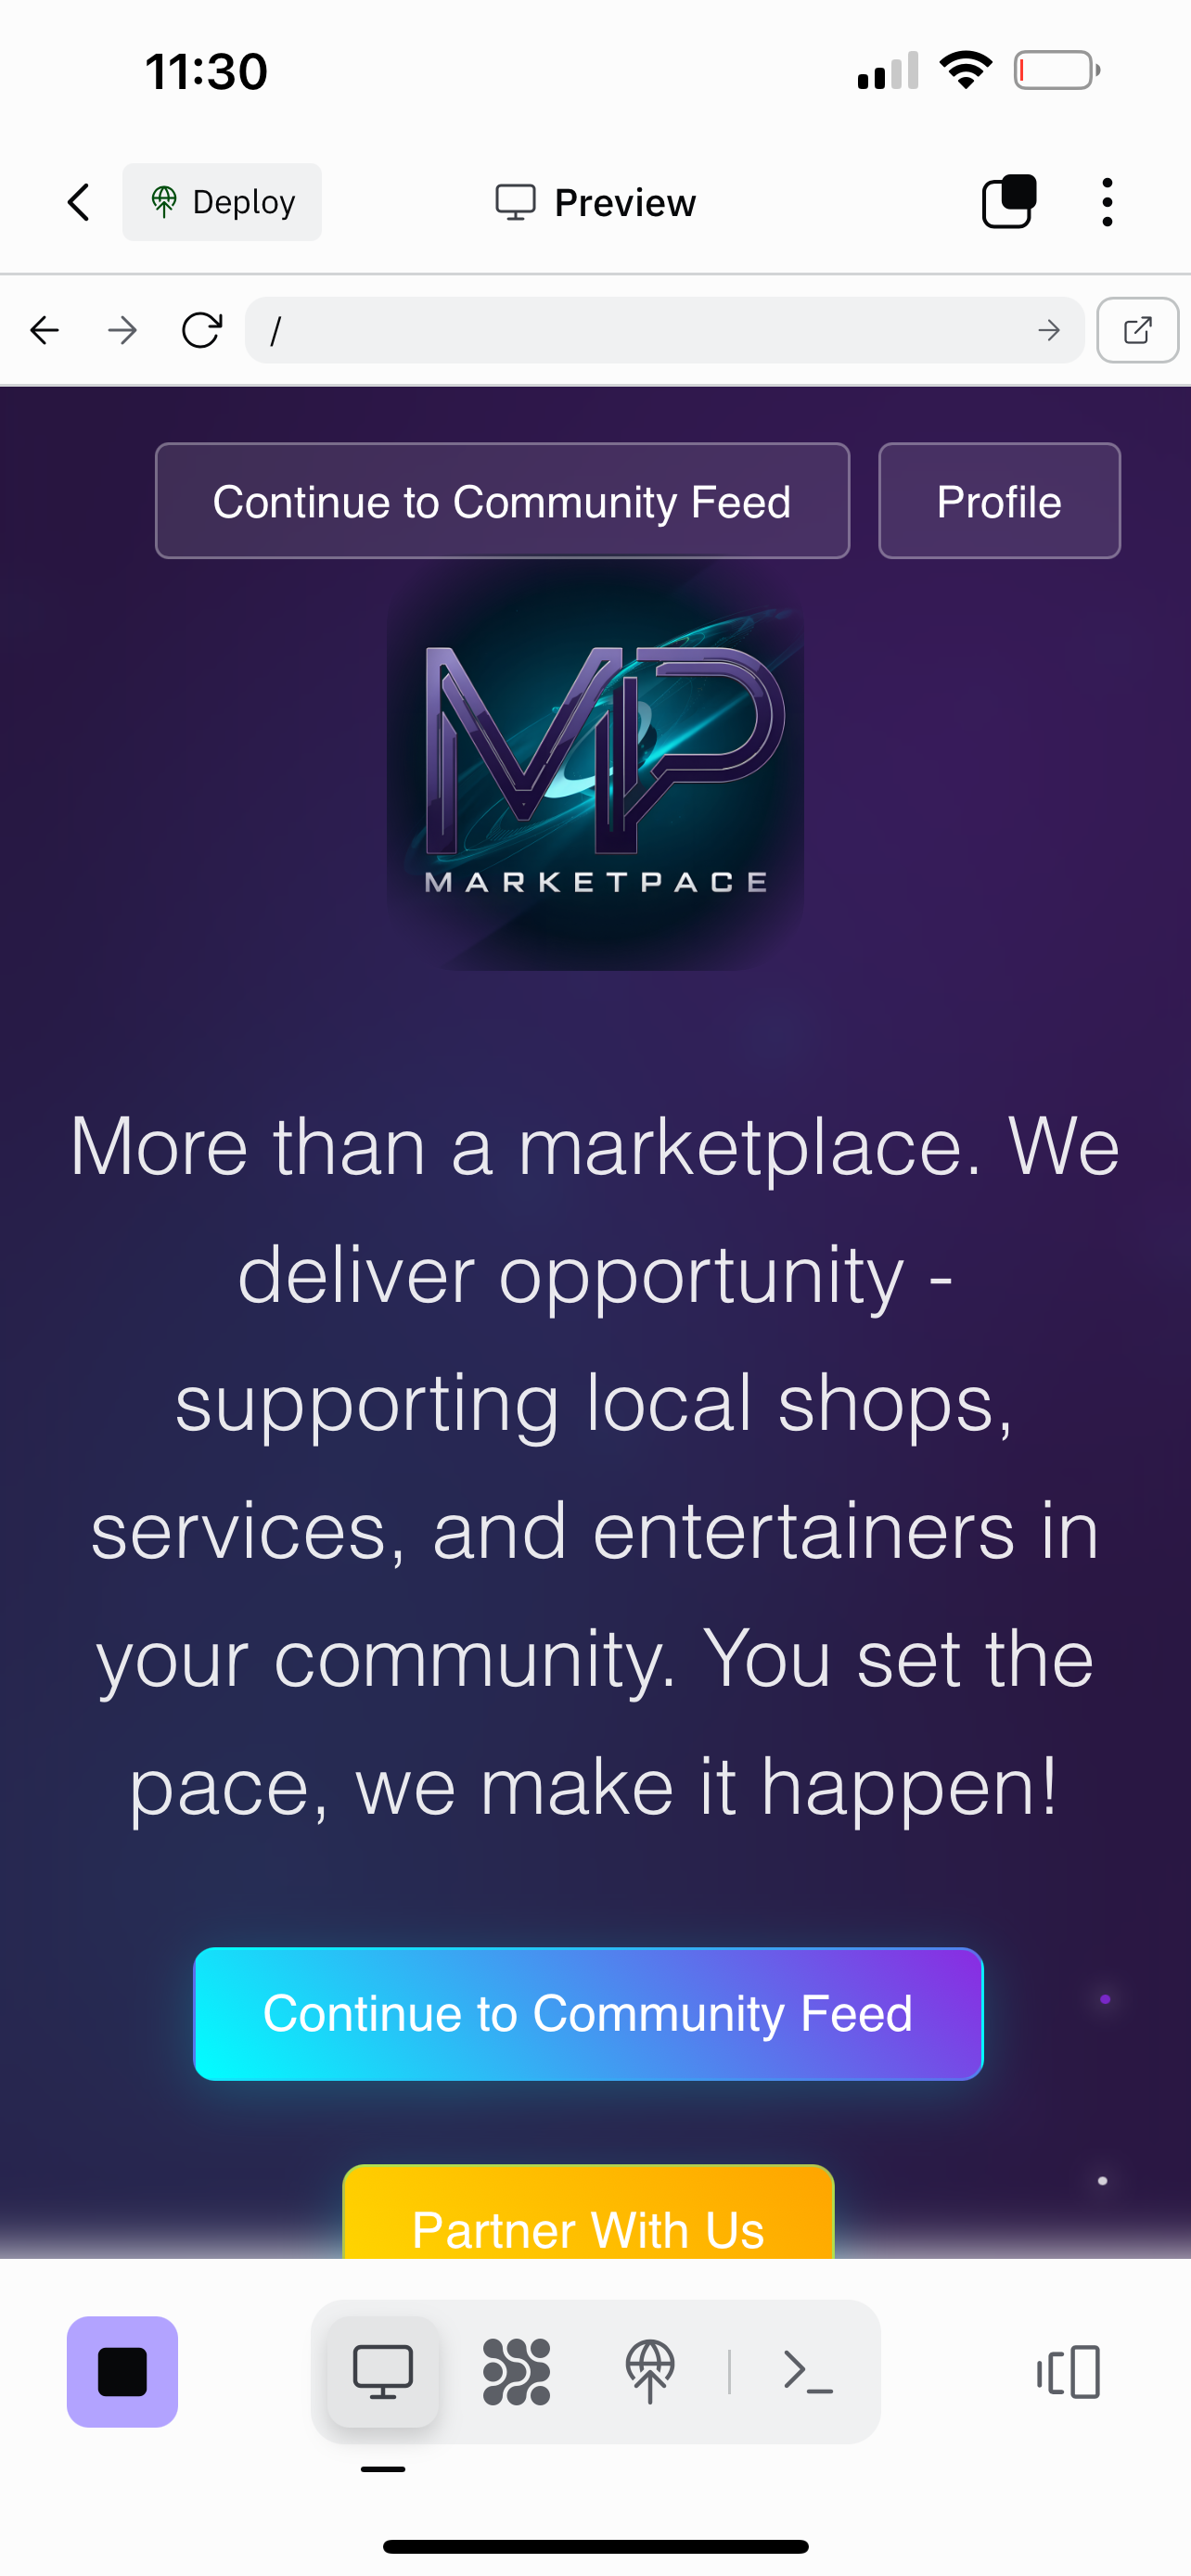 11:30
Deploy
Preview
/
Continue to Community Feed
Profile
MP
MARKETPACE
More than a marketplace. We
deliver opportunity -
supporting local shops,
services, and entertainers in
your community. You set the
pace, we make it happen!
Continue to Community Feed
Partner With Us